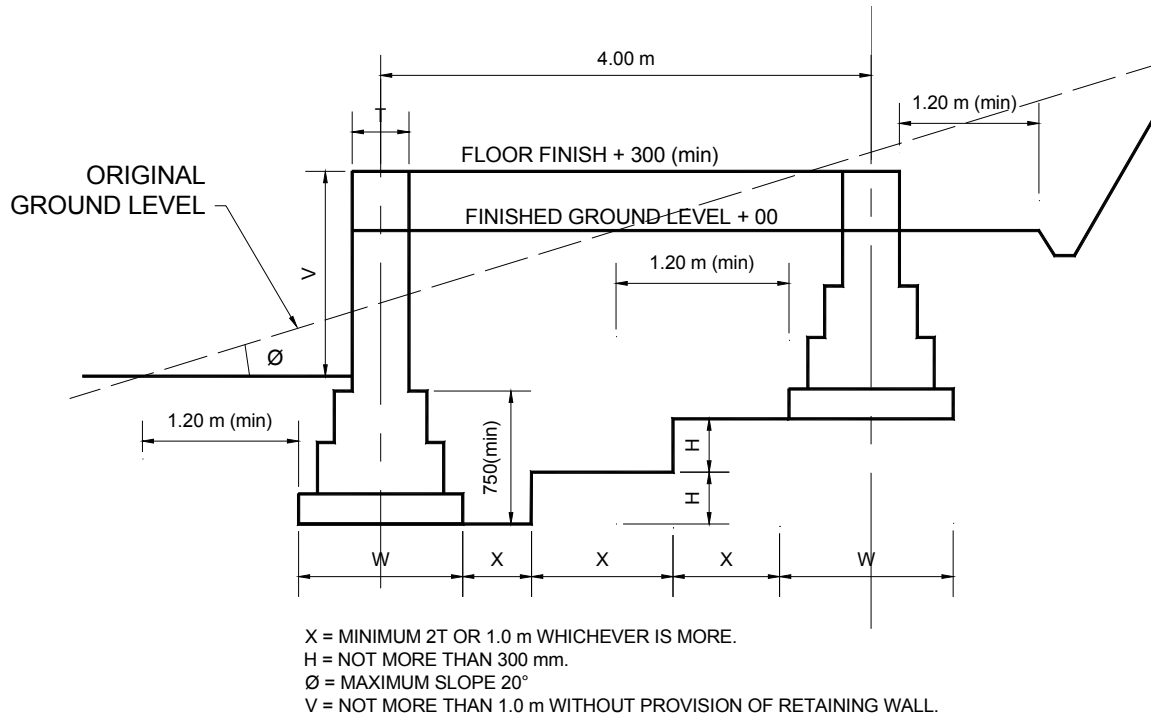 4.00 m
1.20 m (min)
T
FLOOR FINISH + 300 (min)
ORIGINAL
GROUND LEVEL
FINISHED GROUND LEVEL + 00
V
1.20 m (min)
Ø
1.20 m (min)
750(min)
H
H
W
X
X
X
W
X = MINIMUM 2T OR 1.0 m WHICHEVER IS MORE.
H = NOT MORE THAN 300 mm.
Ø = MAXIMUM SLOPE 20°
V = NOT MORE THAN 1.0 m WITHOUT PROVISION OF RETAINING WALL.